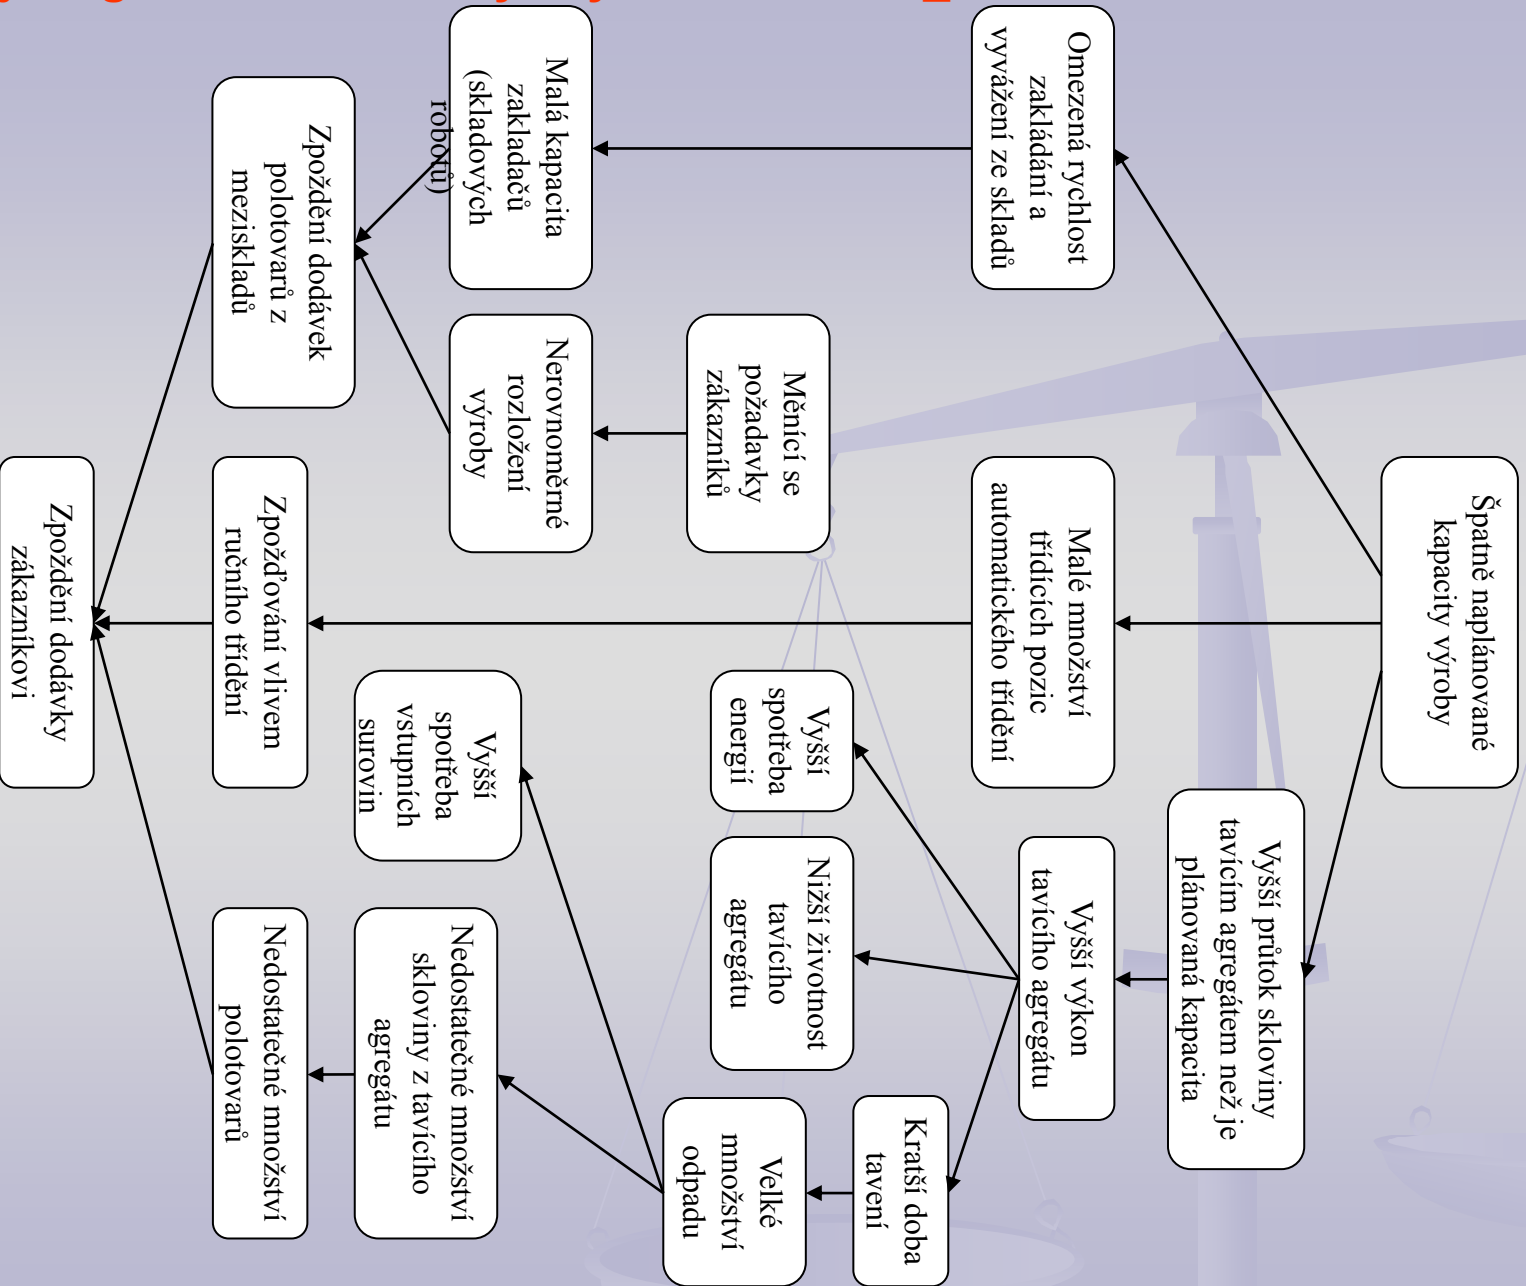 Špatně naplánované
kapacity výroby
Vyšší průtok skloviny
tavícím agregátem než je
plánovaná kapacita
Omezená rychlost
zakládání a
vyvážení ze skladů
Malé množství
třídících pozic
automatického třídění
Vyšší výkon
tavícího agregátu
Kratší doba
tavení
Měnící se
požadavky
zákazníků
Vyšší
spotřeba
energií
Nižší životnost
tavícího
agregátu
Velké
množství
odpadu
Malá kapacita
zakladačů
(skladových
robotů)
Nerovnoměrné
rozložení
výroby
Vyšší
spotřeba
vstupních
surovin
Nedostatečné množství
skloviny z tavícího
agregátu
Zpoždění dodávek
polotovarů z
meziskladů
Zpožďování vlivem
ručního třídění
Nedostatečné množství
polotovarů
Zpoždění dodávky
zákazníkovi